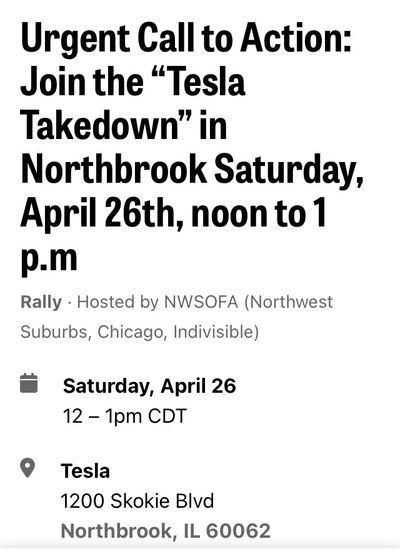 Urgent Call to Action:
Join the “Tesla
Takedown” in
Northbrook Saturday,
April 26th, noon to 1
p.m
Rally · Hosted by NWSOFA (Northwest
Suburbs, Chicago, Indivisible)
Saturday, April 26
12 – 1pm CDT
Tesla
1200 Skokie Blvd
Northbrook, IL 60062